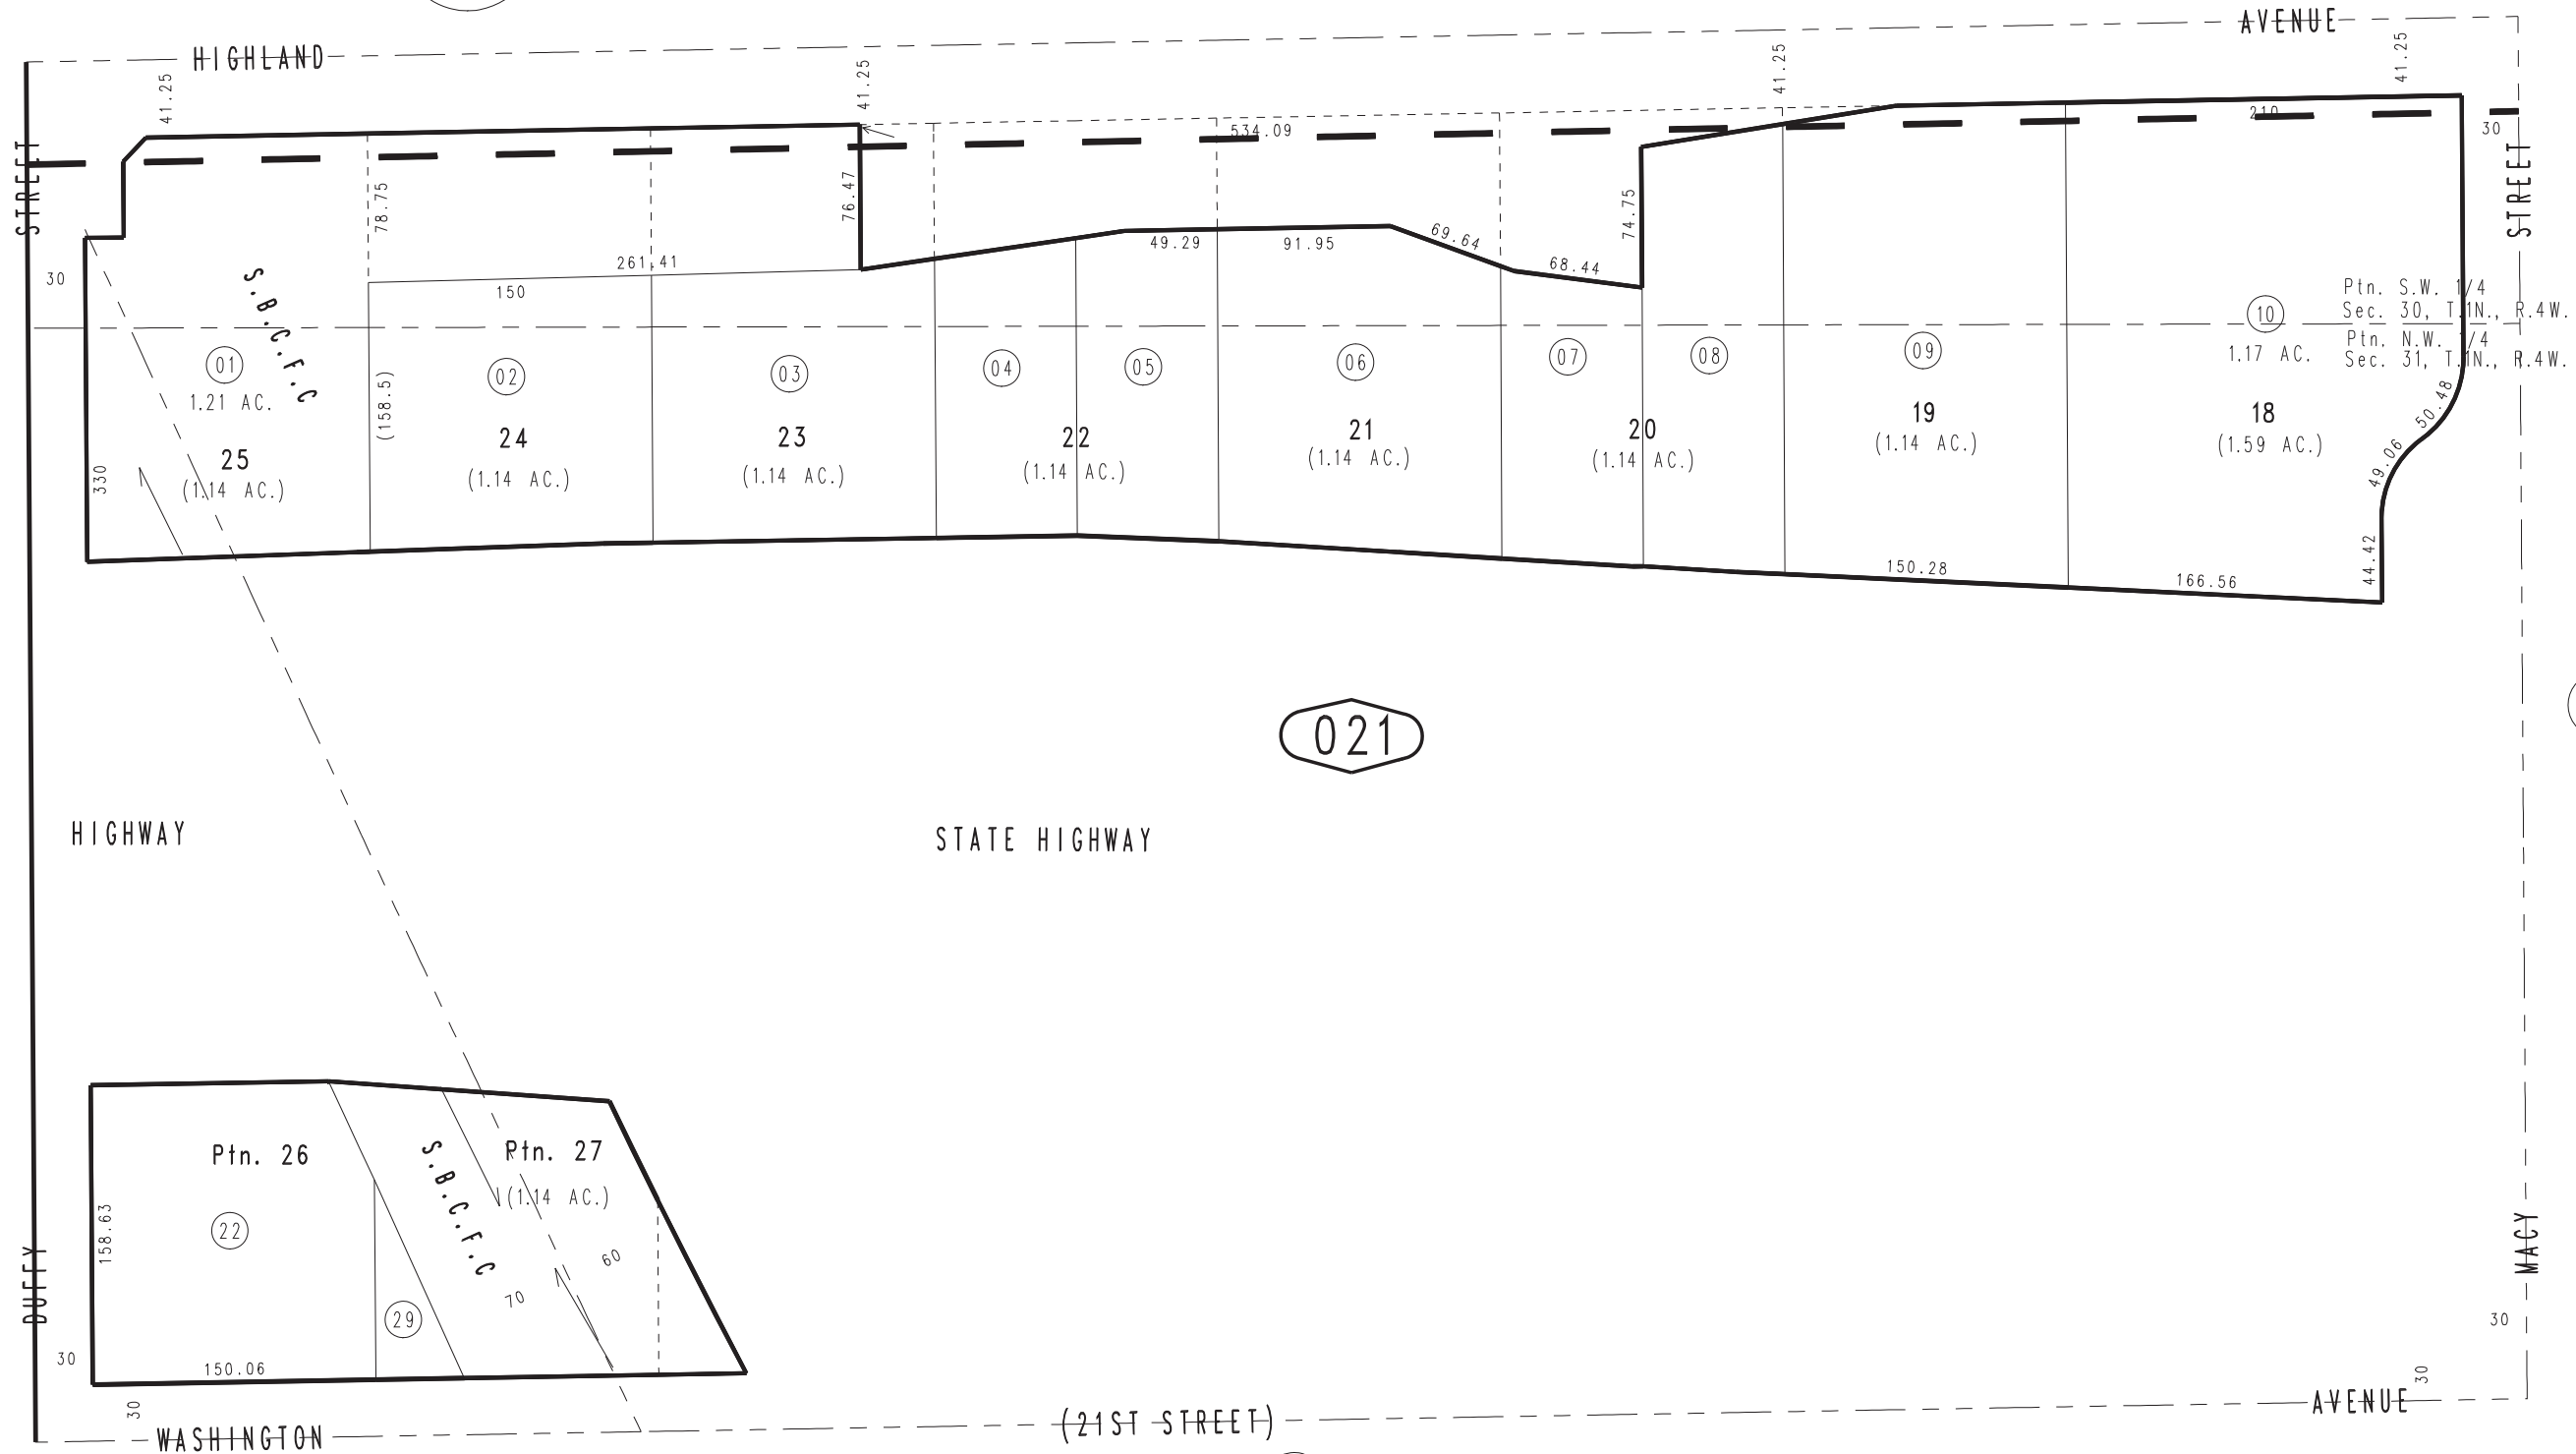 HIGHLAND
AVENUE
41.25
41.25
41.25
41.25
STREET
534.09
210
30
STREET
78.75
76.47
74.75
30
S.B.C.F.C
261.41
150
49.29
91.95
69.64
68.44
Ptn. S.W. 1/4
Sec. 30, T.1N., R.4W.
Ptn. N.W. 1/4
Sec. 31, T.1N., R.4W.
01
1.21 AC.
25
(1.14 AC.)
330
(158.5)
02
24
(1.14 AC.)
03
23
(1.14 AC.)
04
05
22
(1.14 AC.)
06
21
(1.14 AC.)
07
08
20
(1.14 AC.)
09
19
(1.14 AC.)
10
1.17 AC.
18
(1.59 AC.)
50.48
49.06
44.42
150.28
166.56
021
HIGHWAY
STATE HIGHWAY
Ptn. 26
Ptn. 27
(1.14 AC.)
S.B.C.F.C
158.63
22
29
70
60
150.06
DUFFY
30
30
MACY
30
30
WASHINGTON
(21ST STREET)
AVENUE